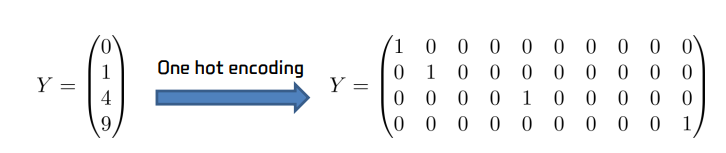 Y = (0 1 4 9)
One hot encoding
Y = (1 0 0 0 0 0 0 0 0 0
0 1 0 0 0 0 0 0 0 0
0 0 0 0 1 0 0 0 0 0
0 0 0 0 0 0 0 0 0 1)